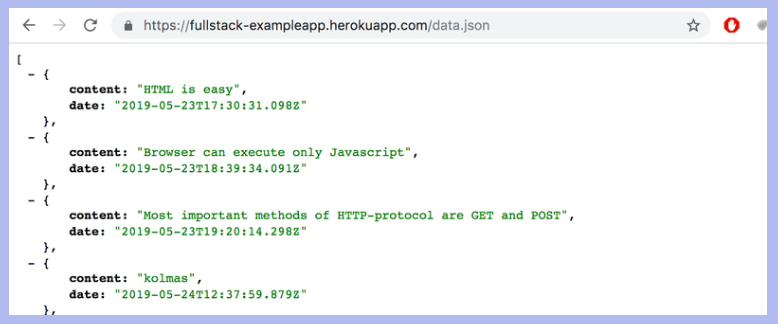 https://fullstack-exampleapp.herokuapp.com/data.json
[
- {
content: "HTML is easy",
date: "2019-05-23T17:30:31.098Z"
},
- {
content: "Browser can execute only Javascript",
date: "2019-05-23T18:39:34.091Z"
},
- {
content: "Most important methods of HTTP-protocol are GET and POST",
date: "2019-05-23T19:20:14.298Z"
},
- {
content: "kolmas",
date: "2019-05-24T12:37:59.879Z"
},